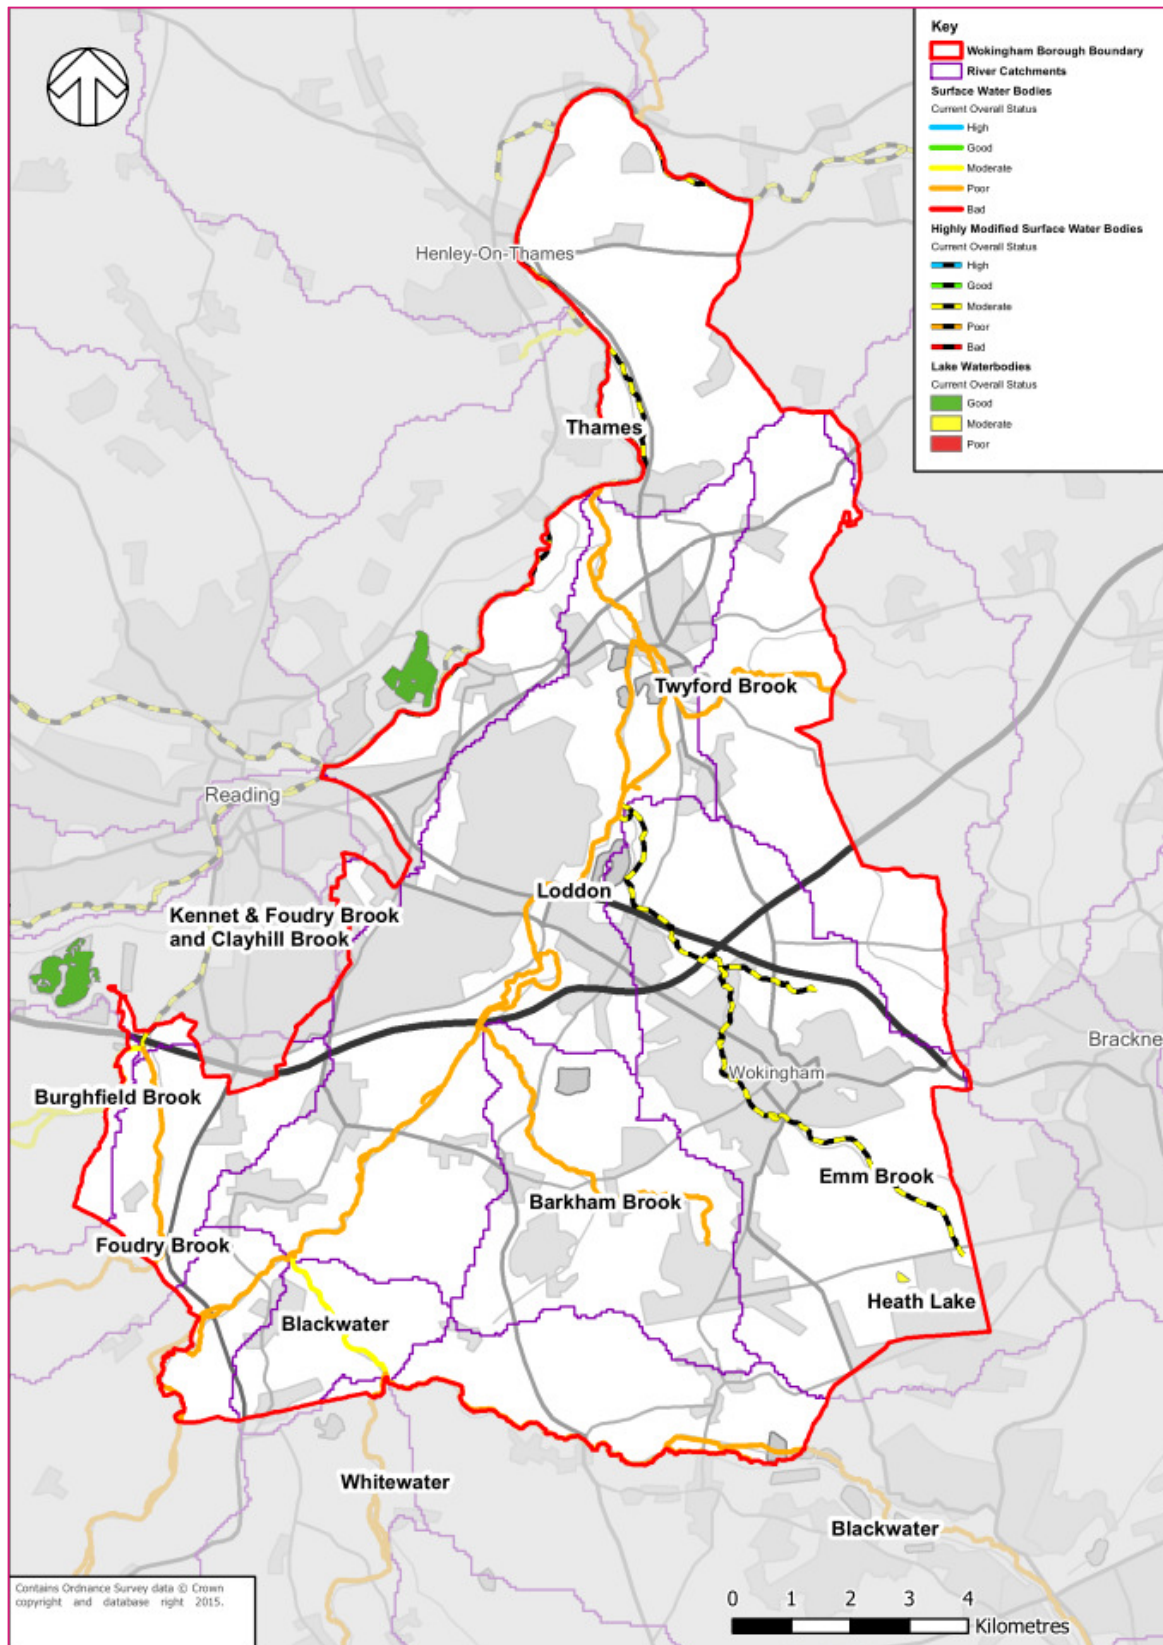 Key
Wokingham Borough Boundary
River Catchments
Surface Water Bodies
Current Overall Status
High
Good
Moderate
Poor
Bad
Highly Modified Surface Water Bodies
Current Overall Status
High
Good
Moderate
Poor
Bad
Lake Waterbodies
Current Overall Status
Good
Moderate
Poor
Henley-On-Thames
Thames
Twyford Brook
Reading
Loddon
Kennet & Foudry Brook
and Clayhill Brook
Brackne
Wokingham
Burghfield Brook
Emm Brook
Barkham Brook
Foudry Brook
Heath Lake
Blackwater
Whitewater
Blackwater
Contains Ordnance Survey data © Crown
copyright and database right 2015.
0 1 2 3 4
Kilometres